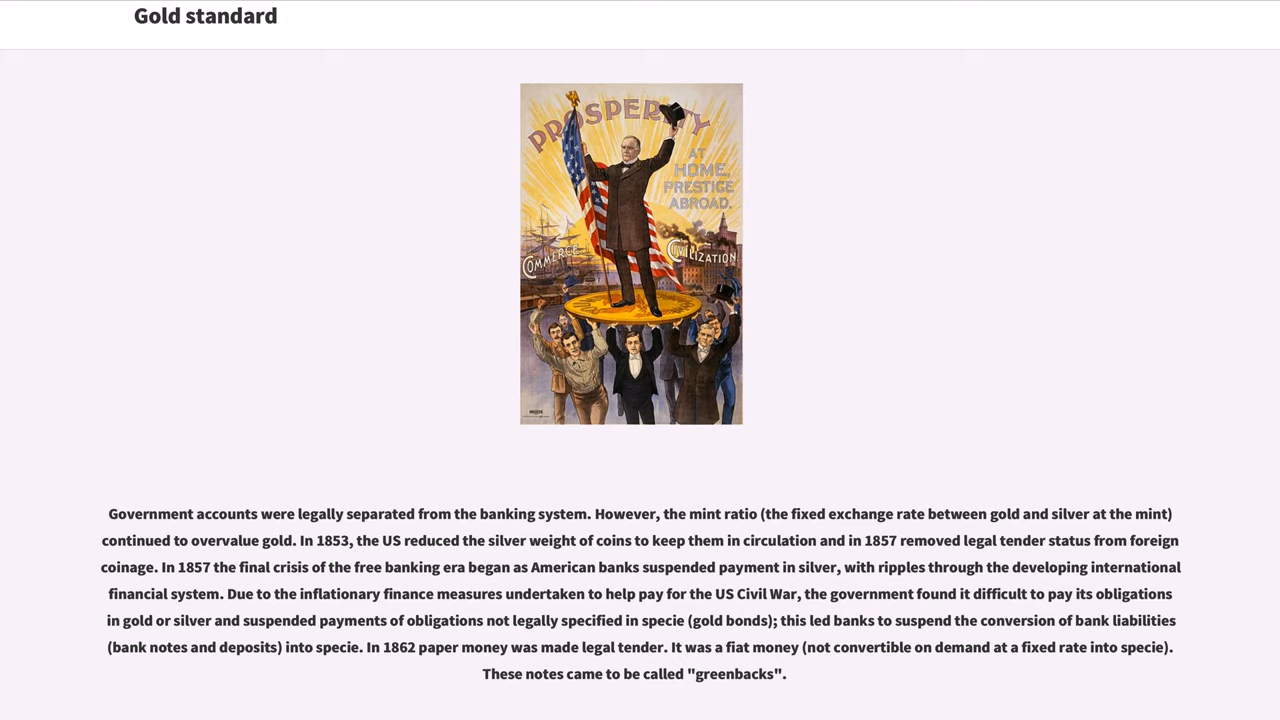 Gold standard
PROSPERITY
AT
HOME,
PRESTIGE
ABROAD.
COMMERCE
CIVILIZATION
Government accounts were legally separated from the banking system. However, the mint ratio (the fixed exchange rate between gold and silver at the mint)
continued to overvalue gold. In 1853, the US reduced the silver weight of coins to keep them in circulation and in 1857 removed legal tender status from foreign
coinage. In 1857 the final crisis of the free banking era began as American banks suspended payment in silver, with ripples through the developing international
financial system. Due to the inflationary finance measures undertaken to help pay for the US Civil War, the government found it difficult to pay its obligations
in gold or silver and suspended payments of obligations not legally specified in specie (gold bonds); this led banks to suspend the conversion of bank liabilities
(bank notes and deposits) into specie. In 1862 paper money was made legal tender. It was a fiat money (not convertible on demand at a fixed rate into specie).
These notes came to be called "greenbacks".